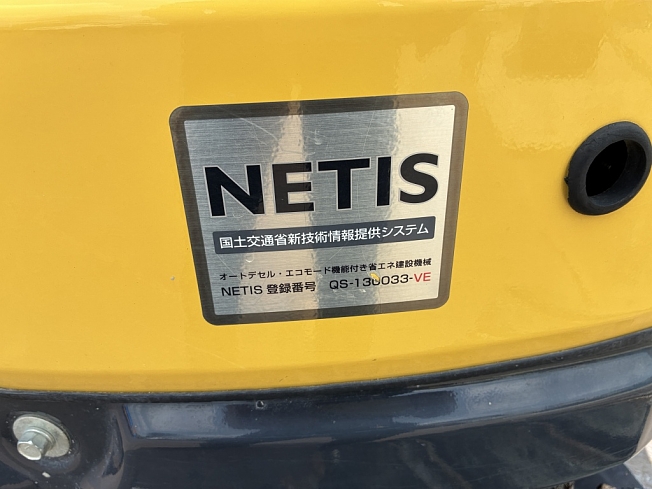 NETIS
国土交通省新技術情報提供システム
オートデセル・エコモード機能付き省エネ建設機械
NETIS 登録番号 QS-130033-VE